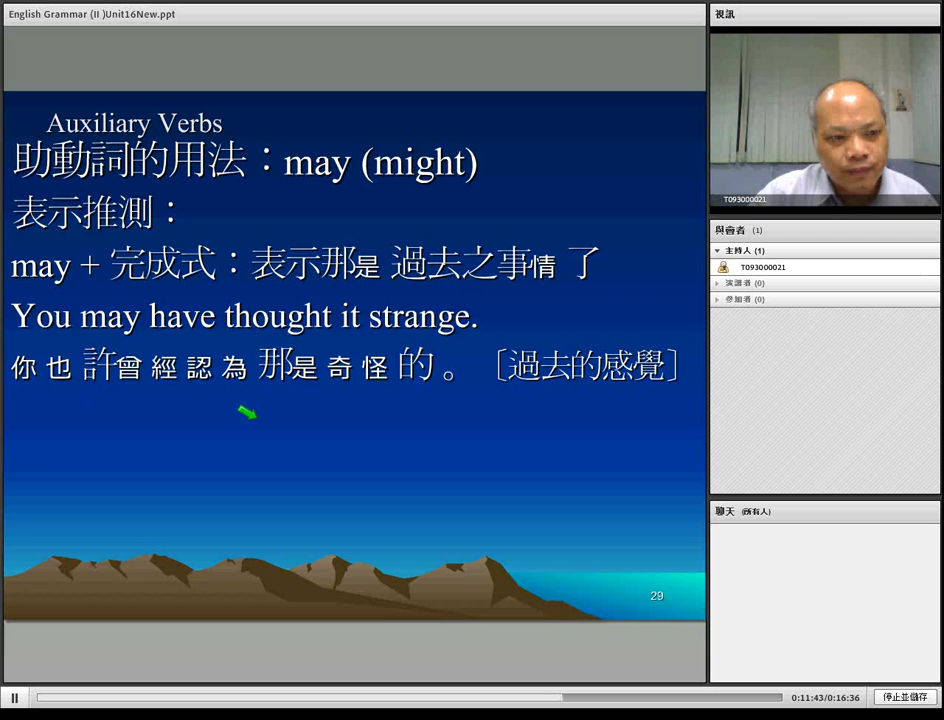 English Grammar (II )Unit16New.ppt
Auxiliary Verbs
助動詞的用法：may (might)
表示推測：
may + 完成式：表示那是 過去之事情 了
You may have thought it strange.
你也許曾經認為 那是奇怪的。〔過去的感覺〕
29
視訊
T093000021
與會者 (1)
主持人 (1)
T093000021
演講者 (0)
參加者 (0)
聊天 (所有人)
0:11:43/0:16:36
停止並儲存